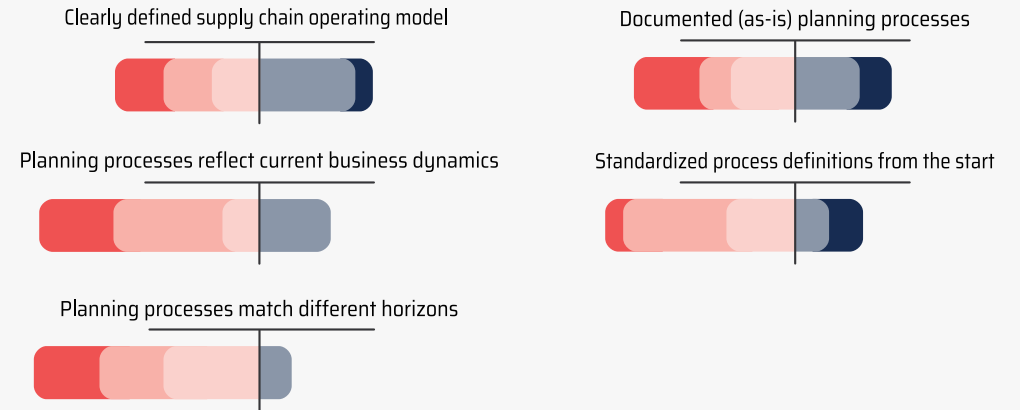 Clearly defined supply chain operating model
Documented (as-is) planning processes
Planning processes reflect current business dynamics
Standardized process definitions from the start
Planning processes match different horizons